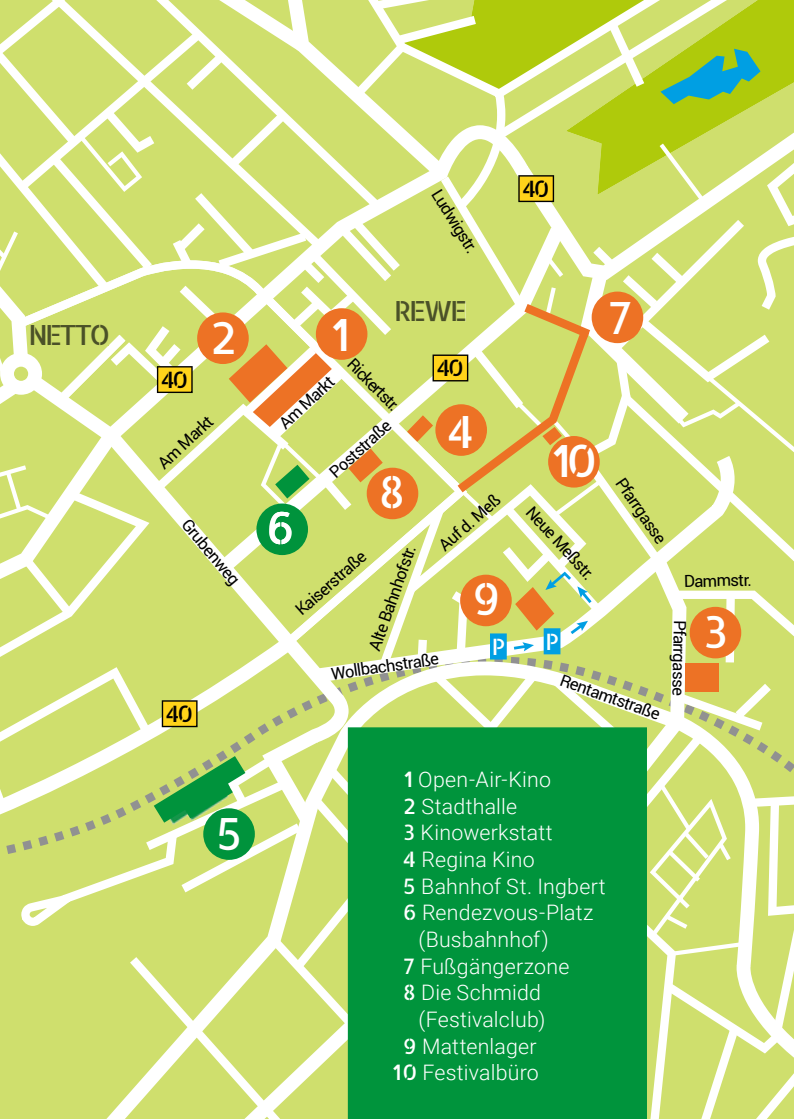 40
Ludwigstr.
REWE
7
NETTO
2
1
40
40
Rickertstr.
Am Markt
Am Markt
4
Poststraße
10
8
6
Pfarrgasse
Auf d. Meß
Neue Meßstr.
Grubenweg
Kaiserstraße
Alte Bahnhofstr.
9
Dammstr.
3
Pfarrgasse
P
P
Wollbachstraße
Rentamtstraße
40
5
1 Open-Air-Kino
2 Stadthalle
3 Kinowerkstatt
4 Regina Kino
5 Bahnhof St. Ingbert
6 Rendezvous-Platz
(Busbahnhof)
7 Fußgängerzone
8 Die Schmidd
(Festivalclub)
9 Mattenlager
10 Festivalbüro